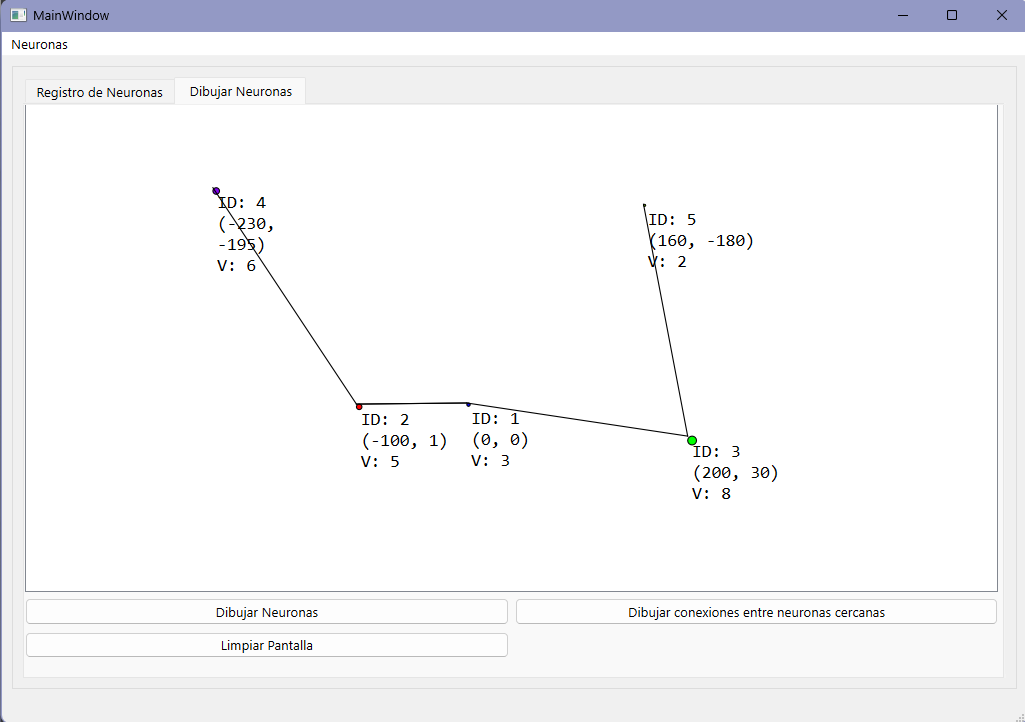 MainWindow
Neuronas
Registro de Neuronas
Dibujar Neuronas
ID: 4
(-230,
-195)
V: 6
ID: 5
(160, -180)
V: 2
ID: 2
(-100, 1)
V: 5
ID: 1
(0, 0)
V: 3
ID: 3
(200, 30)
V: 8
Dibujar Neuronas
Dibujar conexiones entre neuronas cercanas
Limpiar Pantalla